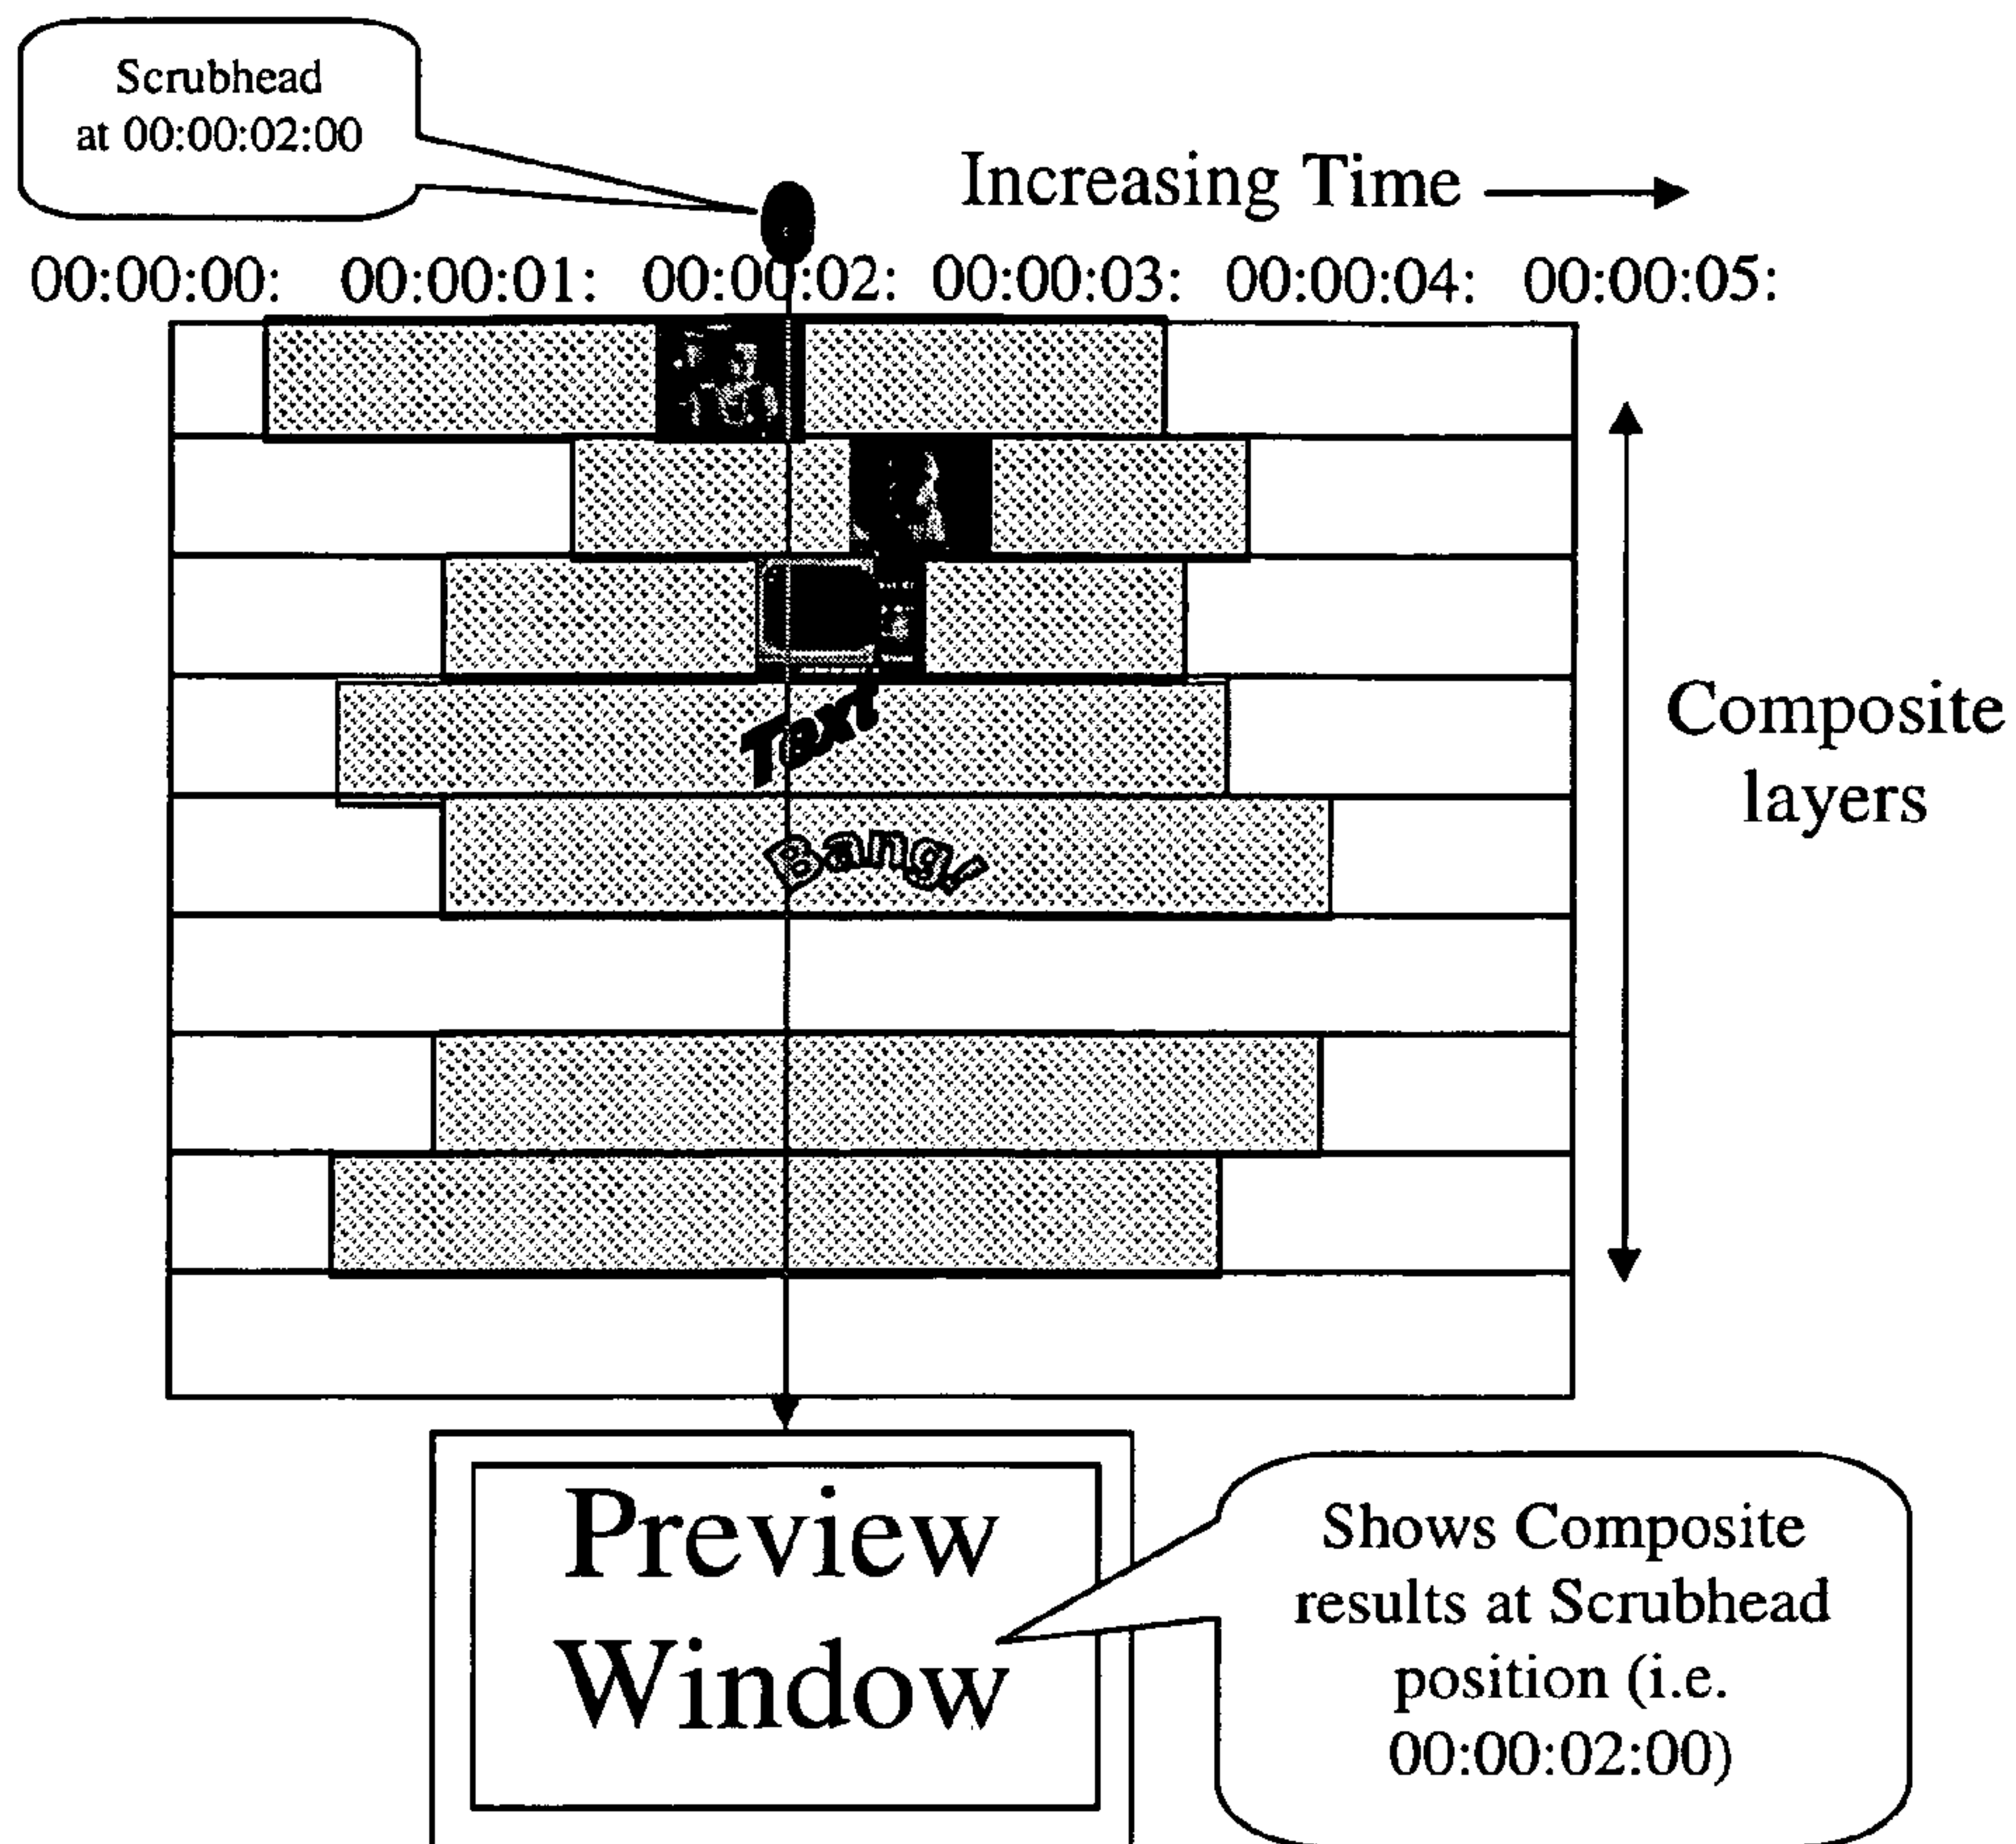 Scrubhead
at 00:00:02:00
Increasing Time
00:00:00: 00:00:01: 00:00:02: 00:00:03: 00:00:04: 00:00:05:
Text
Bang!
Composite
layers
Preview
Window
Shows Composite
results at Scrubhead
position (i.e.
00:00:02:00)